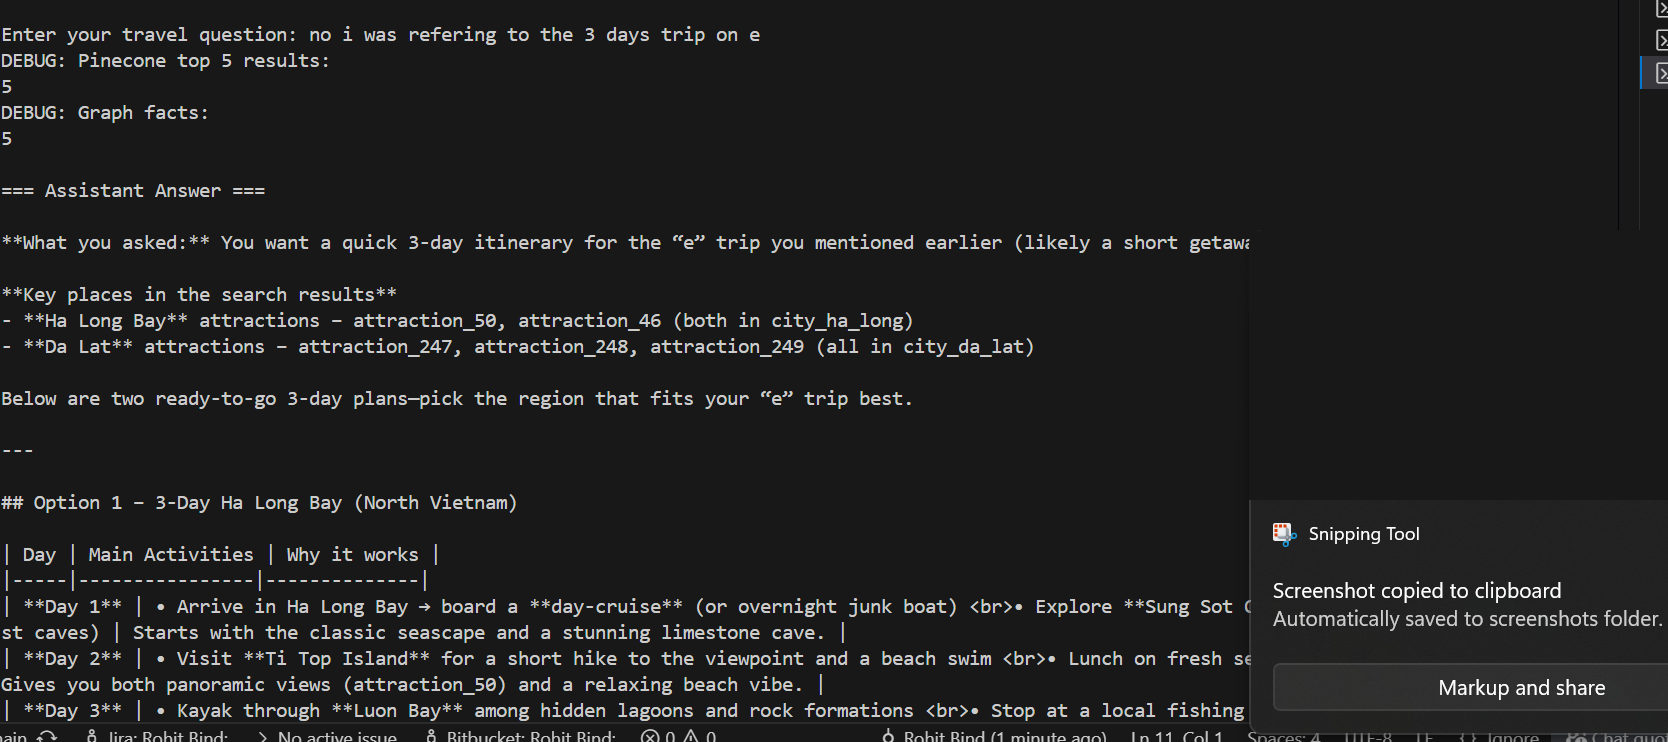 Enter your travel question: no i was refering to the 3 days trip on e
DEBUG: Pinecone top 5 results:
5
DEBUG: Graph facts:
5
=== Assistant Answer ===
**What you asked:** You want a quick 3-day itinerary for the “e” trip you mentioned earlier (likely a short
**Key places in the search results**
- **Ha Long Bay** attractions – attraction_50, attraction_46 (both in city_ha_long)
- **Da Lat** attractions – attraction_247, attraction_248, attraction_249 (all in city_da_lat)
Below are two ready-to-go 3-day plans—pick the region that fits your “e” trip best.
---
## Option 1 – 3-Day Ha Long Bay (North Vietnam)
| Day | Main Activities | Why it works |
|-----|----------------|--------------|
| **Day 1** | • Arrive in Ha Long Bay → board a **day-cruise** (or overnight junk boat) <br>• Explore **Sung Sot
st caves) | Starts with the classic seascape and a stunning limestone cave. |
| **Day 2** | • Visit **Ti Top Island** for a short hike to the viewpoint and a beach swim <br>• Lunch on fresh
Gives you both panoramic views (attraction_50) and a relaxing beach vibe. |
| **Day 3** | • Kayak through **Luon Bay** among hidden lagoons and rock formations <br>• Stop at a local fishing
Snipping Tool
Screenshot copied to clipboard
Automatically saved to screenshots folder.
Markup and share
Jira: Rohit Bind: No active issue Bitbucket: Rohit Bind: 0 0 Rohit Bind (1 minute ago) Ln 11, Col 1 Spaces: 4 UTF-8 LF {} Ignore